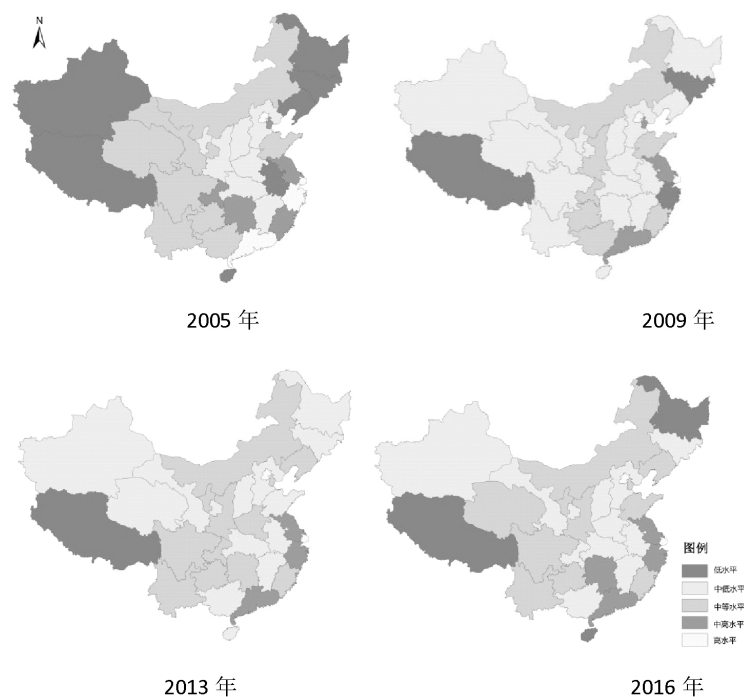 N
2005 年
2009 年
2013 年
2016 年
图例
低水平
中低水平
中等水平
中高水平
高水平